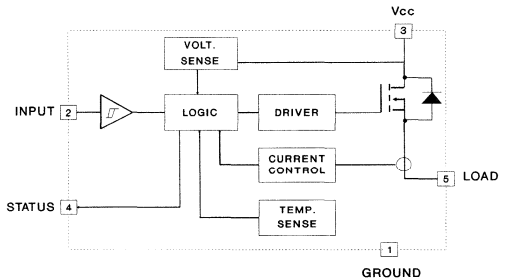 Vcc
3
VOLT.
SENSE
INPUT 2
LOGIC
DRIVER
CURRENT
CONTROL
5 LOAD
STATUS 4
TEMP.
SENSE
1
GROUND